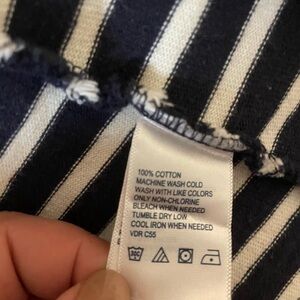 100% COTTON
MACHINE WASH COLD
WASH WITH LIKE COLORS
ONLY NON-CHLORINE
BLEACH WHEN NEEDED
TUMBLE DRY LOW
COOL IRON WHEN NEEDED
VDR C55